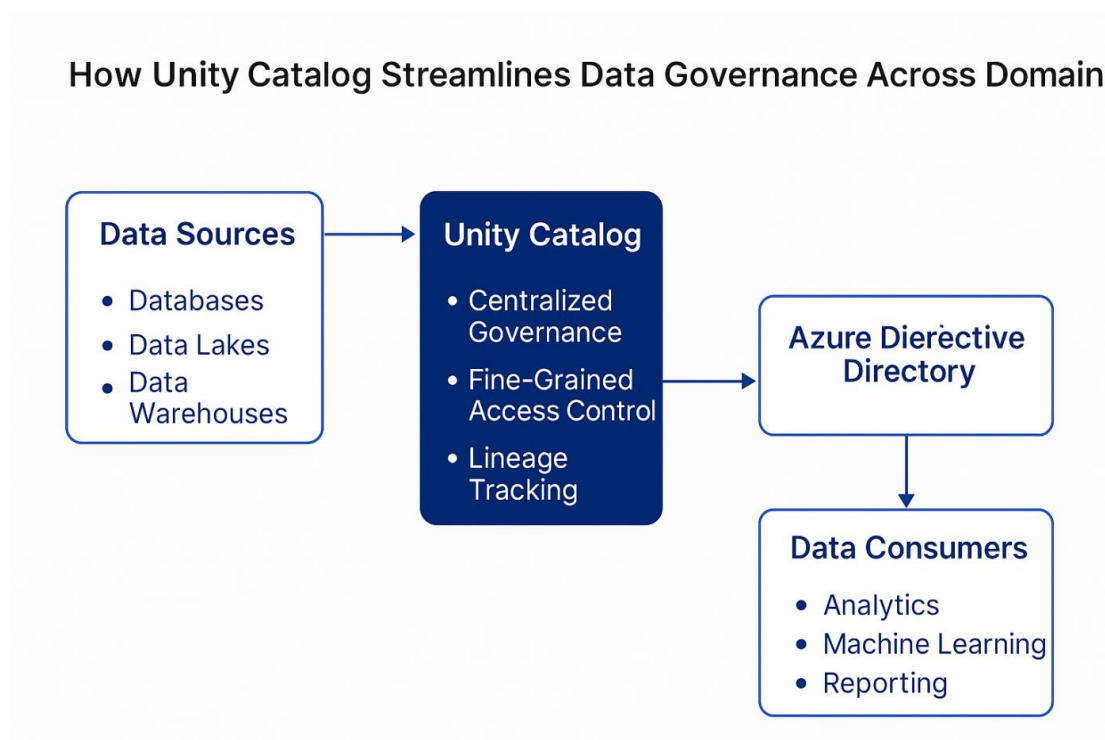 How Unity Catalog Streamlines Data Governance Across Domain
Data Sources
• Databases
• Data Lakes
• Data
Warehouses
Unity Catalog
• Centralized
Governance
• Fine-Grained
Access Control
• Lineage
Tracking
Azure Dierėctive
Directory
Data Consumers
• Analytics
• Machine Learning
• Reporting